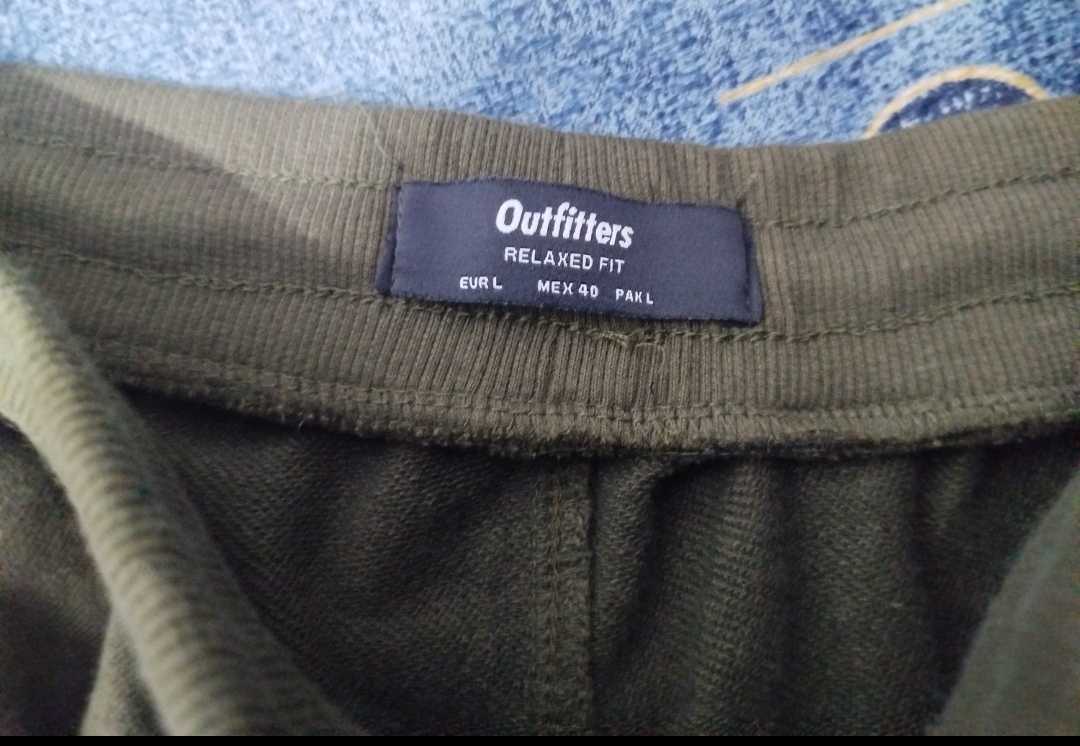 Outfitters
RELAXED FIT
EUR L MEX 40 PAK L